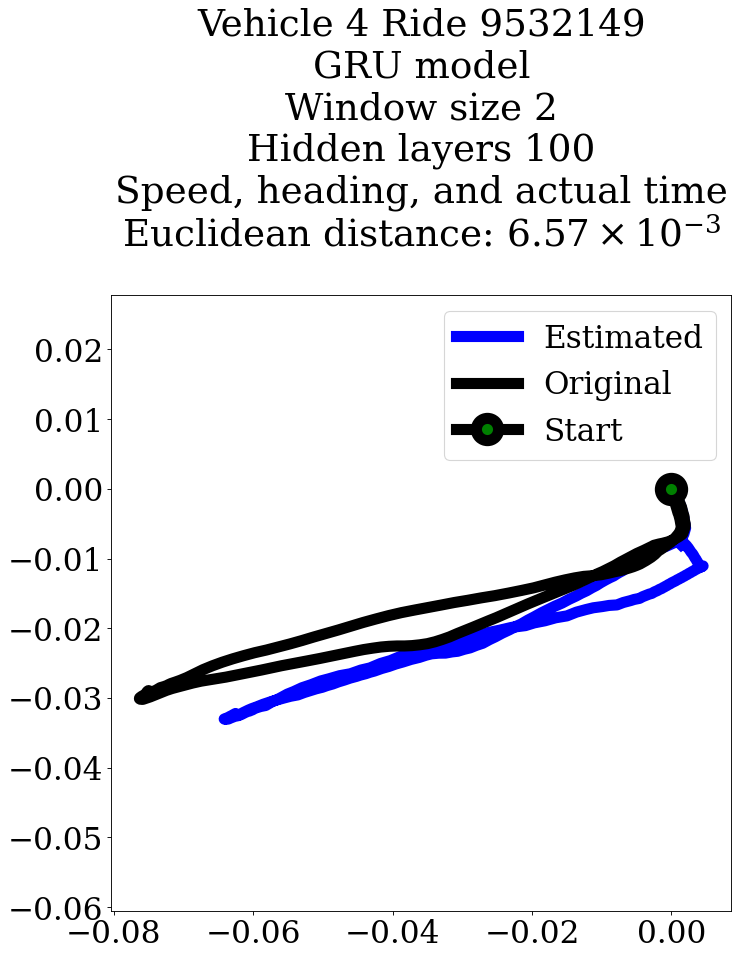 Vehicle 4 Ride 9532149
GRU model
Window size 2
Hidden layers 100
Speed, heading, and actual time
Euclidean distance: 6.57 × 10⁻³
Estimated
Original
Start
0.02
0.01
0.00
−0.01
−0.02
−0.03
−0.04
−0.05
−0.06
−0.08 −0.06 −0.04 −0.02 0.00